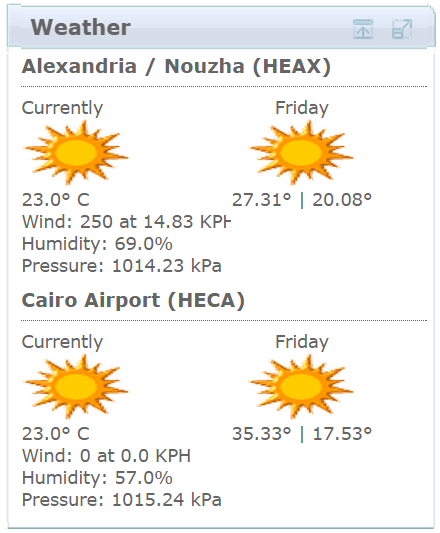 Weather
Alexandria / Nouzha (HEAX)
Currently Friday
23.0° C 27.31° | 20.08°
Wind: 250 at 14.83 KPH
Humidity: 69.0%
Pressure: 1014.23 kPa
Cairo Airport (HECA)
Currently Friday
23.0° C 35.33° | 17.53°
Wind: 0 at 0.0 KPH
Humidity: 57.0%
Pressure: 1015.24 kPa